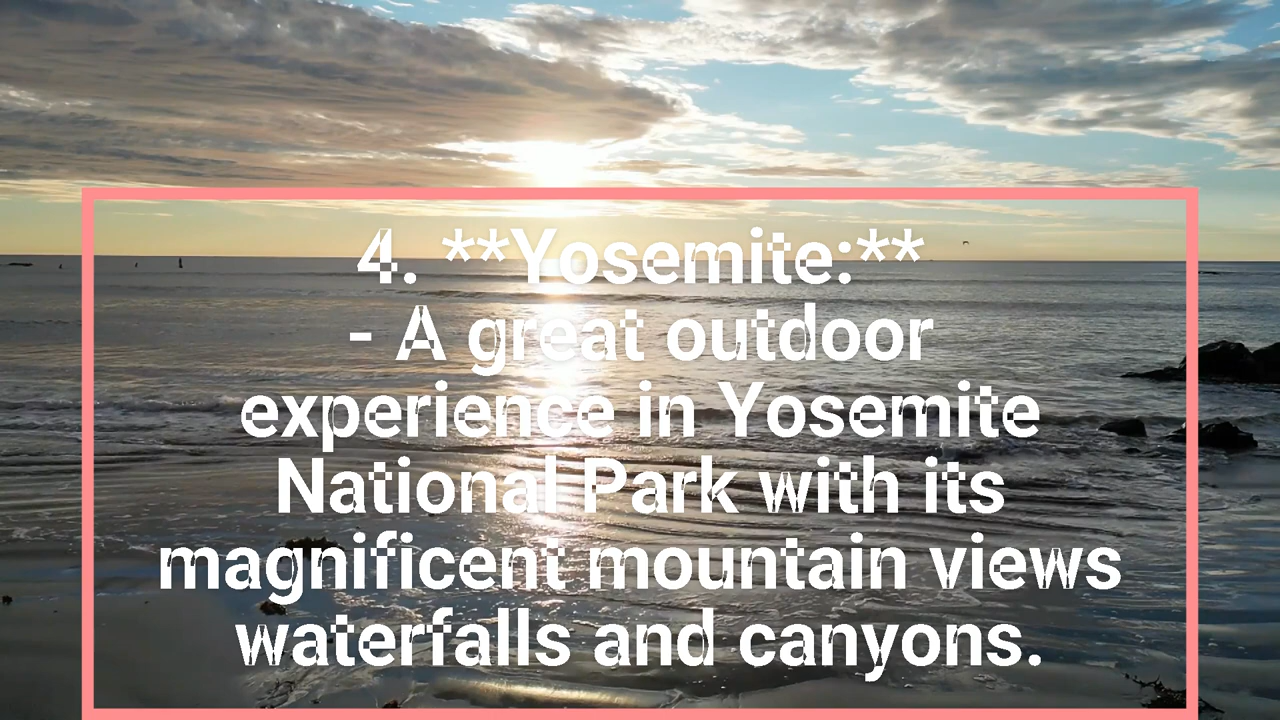 4. **Yosemite:**
- A great outdoor
experience in Yosemite
National Park with its
magnificent mountain views
waterfalls and canyons.